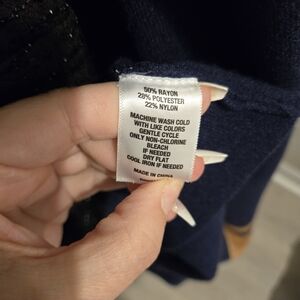 50% RAYON
28% POLYESTER
22% NYLON
MACHINE WASH COLD
WITH LIKE COLORS
GENTLE CYCLE
ONLY NON-CHLORINE
BLEACH
IF NEEDED
DRY FLAT
COOL IRON IF NEEDED
MADE IN CHINA